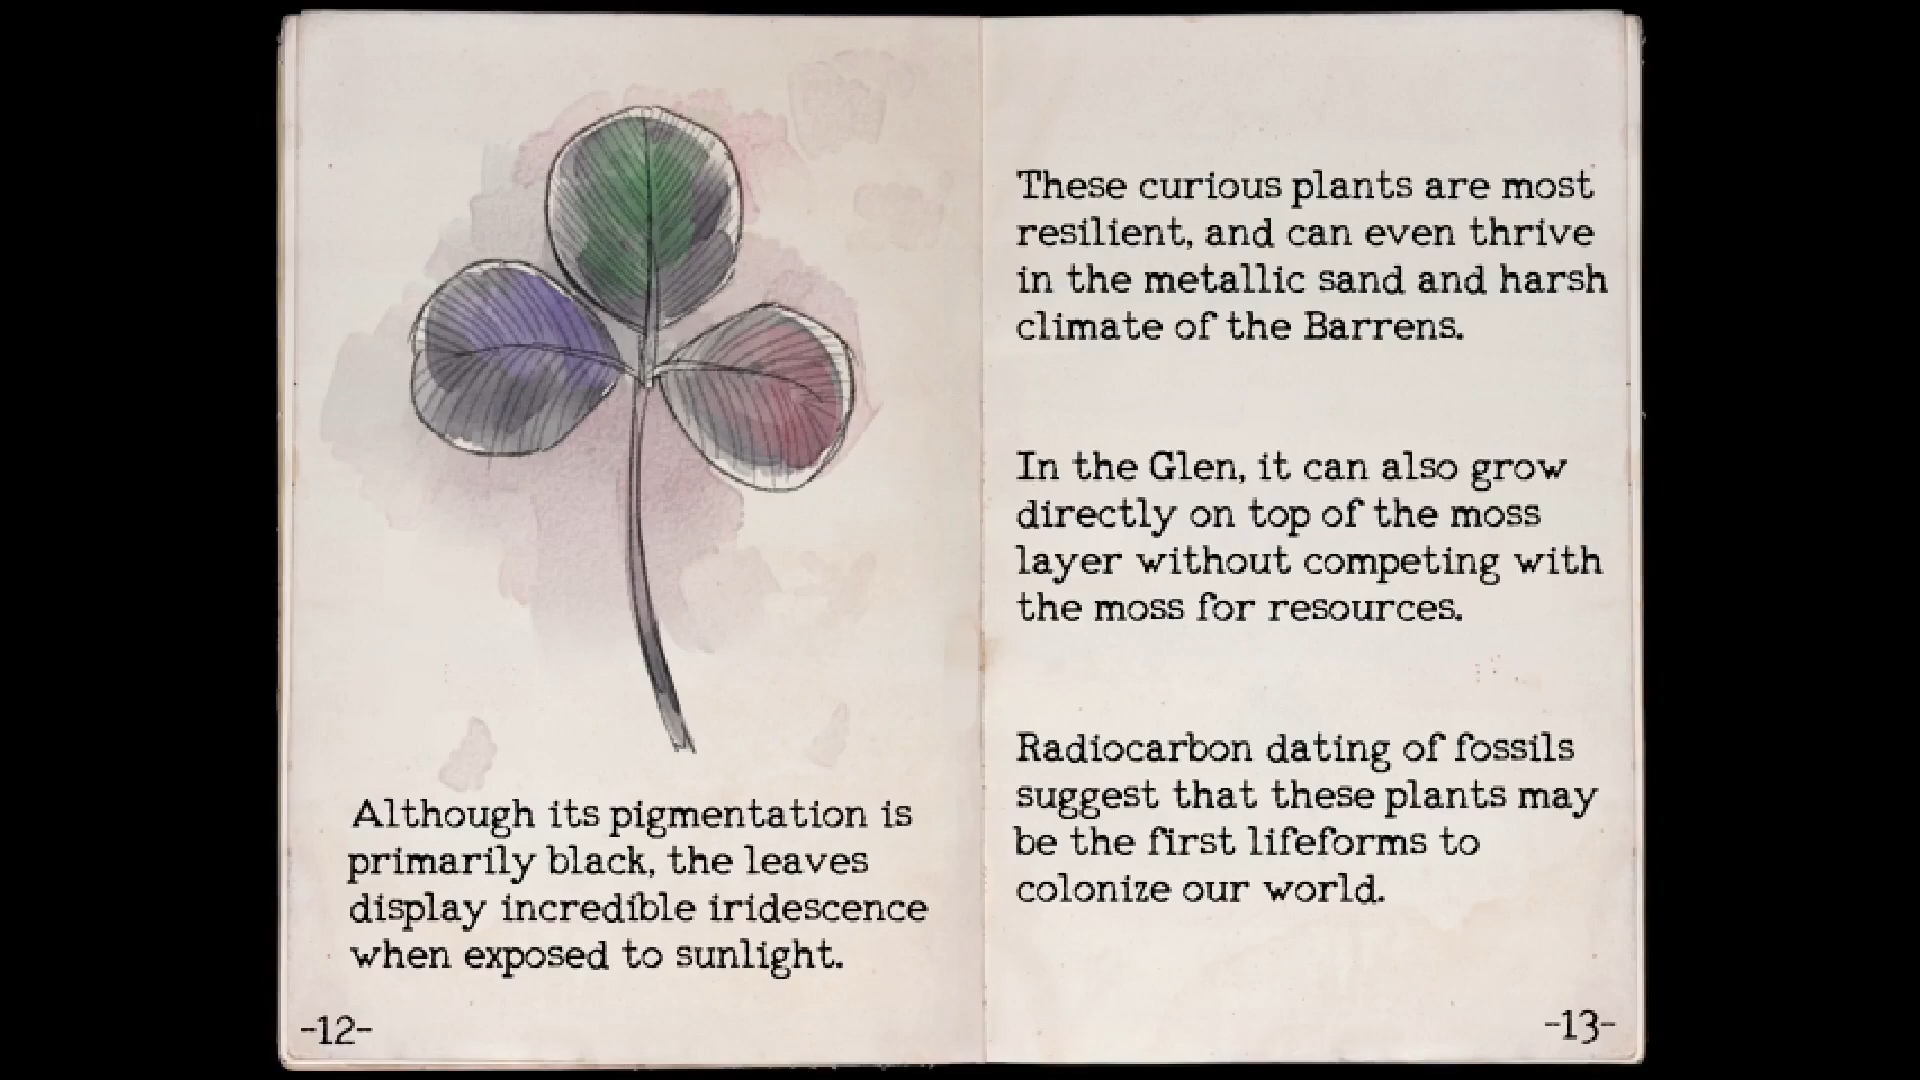 Although its pigmentation is
primarily black, the leaves
display incredible iridescence
when exposed to sunlight.
-12-
These curious plants are most
resilient, and can even thrive
in the metallic sand and harsh
climate of the Barrens.
In the Glen, it can also grow
directly on top of the moss
layer without competing with
the moss for resources.
Radiocarbon dating of fossils
suggest that these plants may
be the first lifeforms to
colonize our world.
-13-